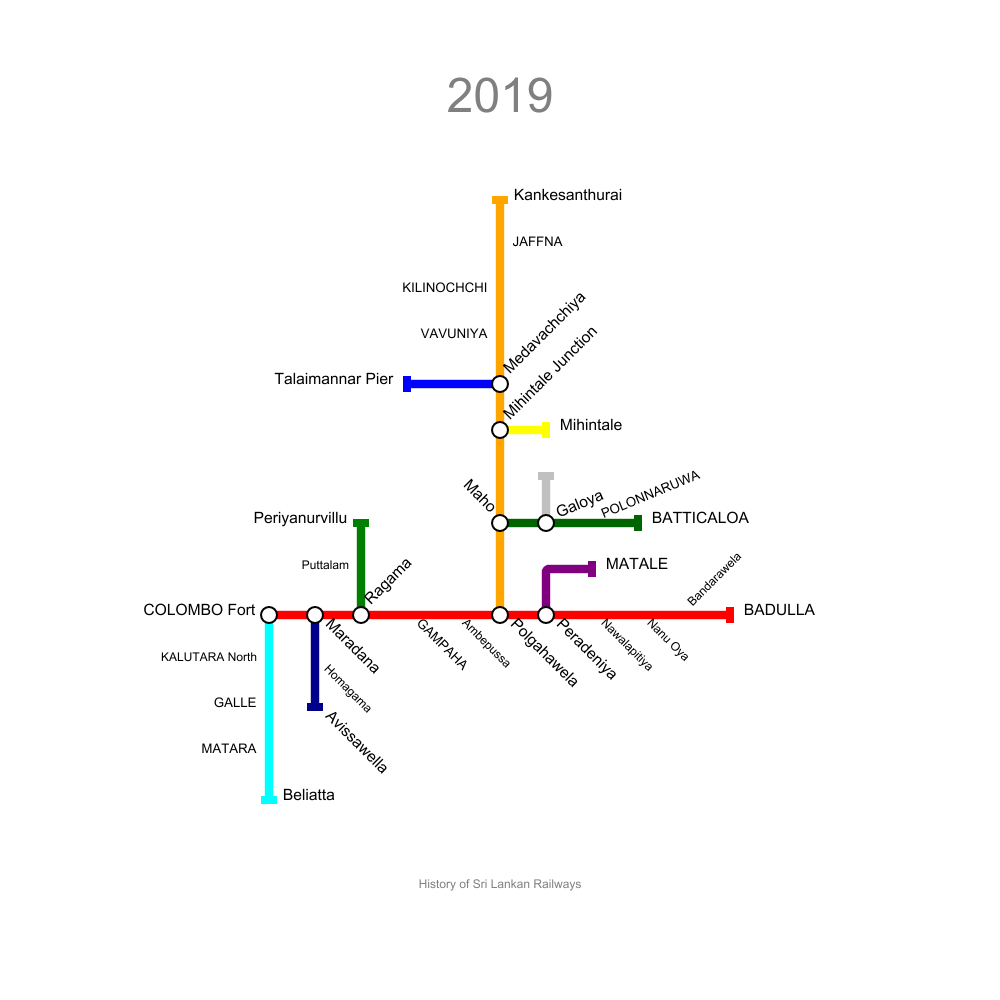 2019
Kankesanthurai
JAFFNA
KILINOCHCHI
VAVUNIYA
Medavachchiya
Talaimannar Pier
Mihintale Junction
Mihintale
Maho
Galoya
POLONNARUWA
BATTICALOA
Periyanurvillu
Puttalam
MATALE
Ragama
Bandarawela
COLOMBO Fort
BADULLA
Maradana
GAMPAHA
Ambepussa
Polgahawela
Peradeniya
Nawalapitiya
Nanu Oya
KALUTARA North
Homagama
GALLE
Avissawella
MATARA
Beliatta
History of Sri Lankan Railways